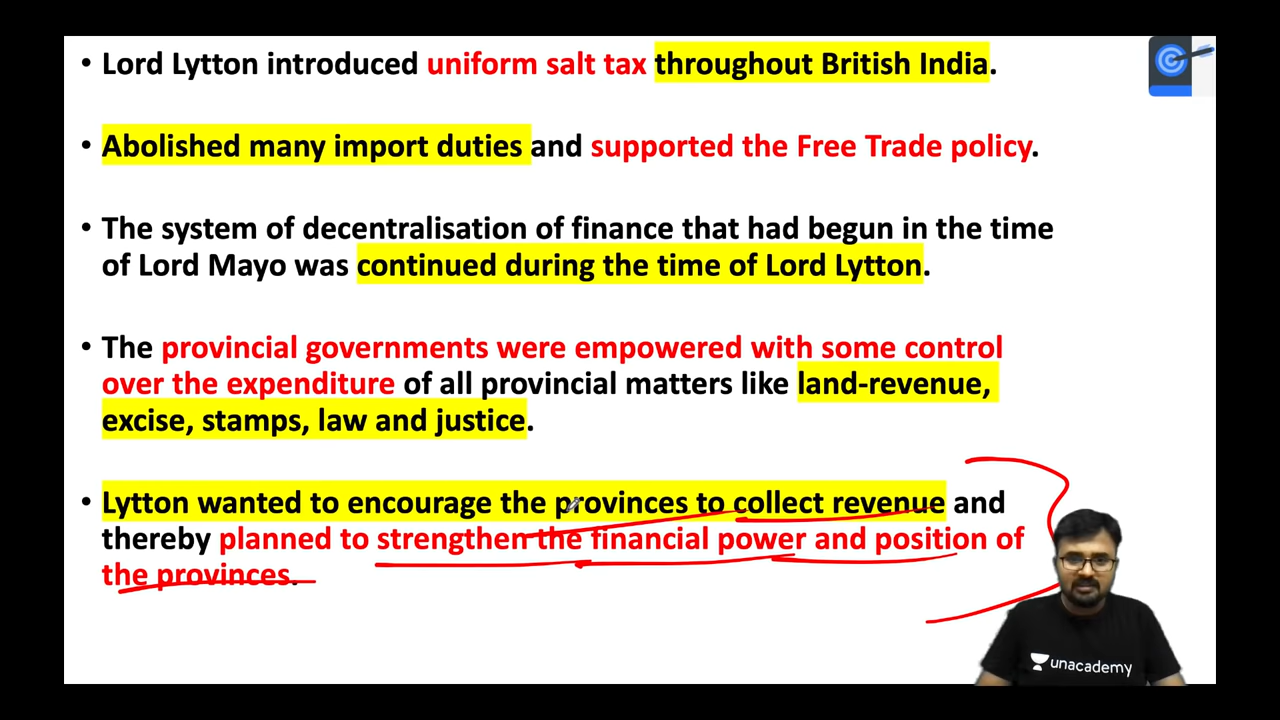 • Lord Lytton introduced uniform salt tax throughout British India.
• Abolished many import duties and supported the Free Trade policy.
• The system of decentralisation of finance that had begun in the time
of Lord Mayo was continued during the time of Lord Lytton.
• The provincial governments were empowered with some control
over the expenditure of all provincial matters like land-revenue,
excise, stamps, law and justice.
• Lytton wanted to encourage the provinces to collect revenue and
thereby planned to strengthen the financial power and position of
the provinces.
unacademy